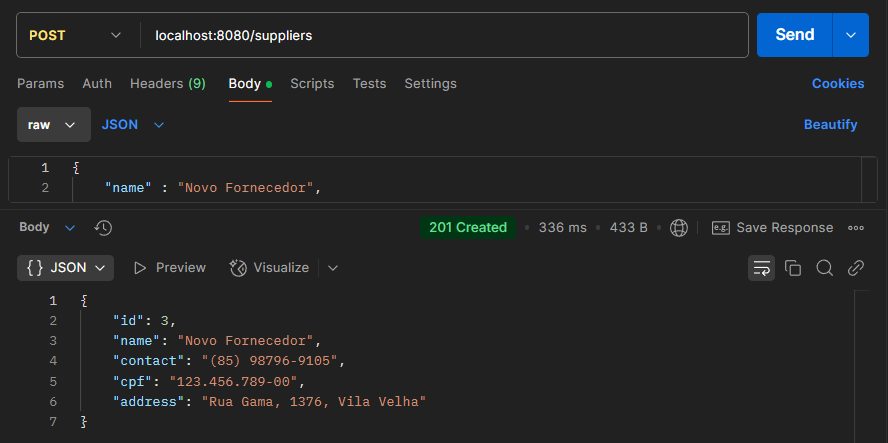 POST localhost:8080/suppliers Send
Params Auth Headers (9) Body Scripts Tests Settings Cookies
raw JSON Beautify
1 {
2 "name" : "Novo Fornecedor",
Body 201 Created 336 ms 433 B e.g. Save Response
{} JSON Preview Visualize
1 {
2 "id": 3,
3 "name": "Novo Fornecedor",
4 "contact": "(85) 98796-9105",
5 "cpf": "123.456.789-00",
6 "address": "Rua Gama, 1376, Vila Velha"
7 }